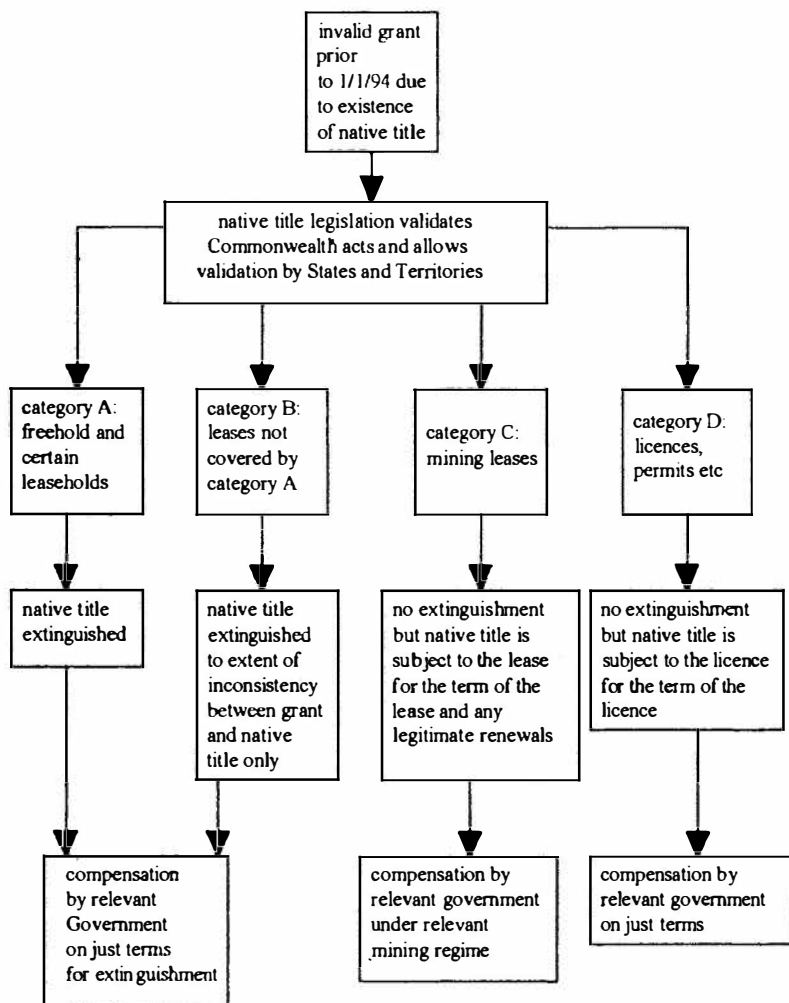 invalid grant
prior
to 1/1/94 due
to existence
of native title
native title legislation validates
Commonwealth acts and allows
validation by States and Territories
category A:
freehold and
certain
leaseholds
category B:
leases not
covered by
category A
category C:
mining leases
category D:
licences,
permits etc
native title
extinguished
native title
extinguished
to extent of
inconsistency
between grant
and native
title only
no extinguishment
but native title is
subject to the lease
for the term of the
lease and any
legitimate renewals
no extinguishment
but native title is
subject to the licence
for the term of the
licence
compensation
by relevant
Government
on just terms
for extinguishment
compensation by
relevant government
under relevant
mining regime
compensation by
relevant government
on just terms